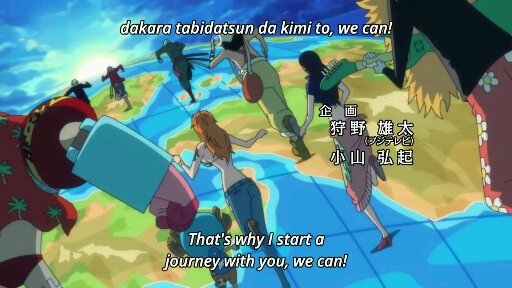 dakara tabidatsun da kimi to, we can!
企画
狩野 雄太
(フジテレビ)
小山 弘起
That's why I start a
journey with you, we can!